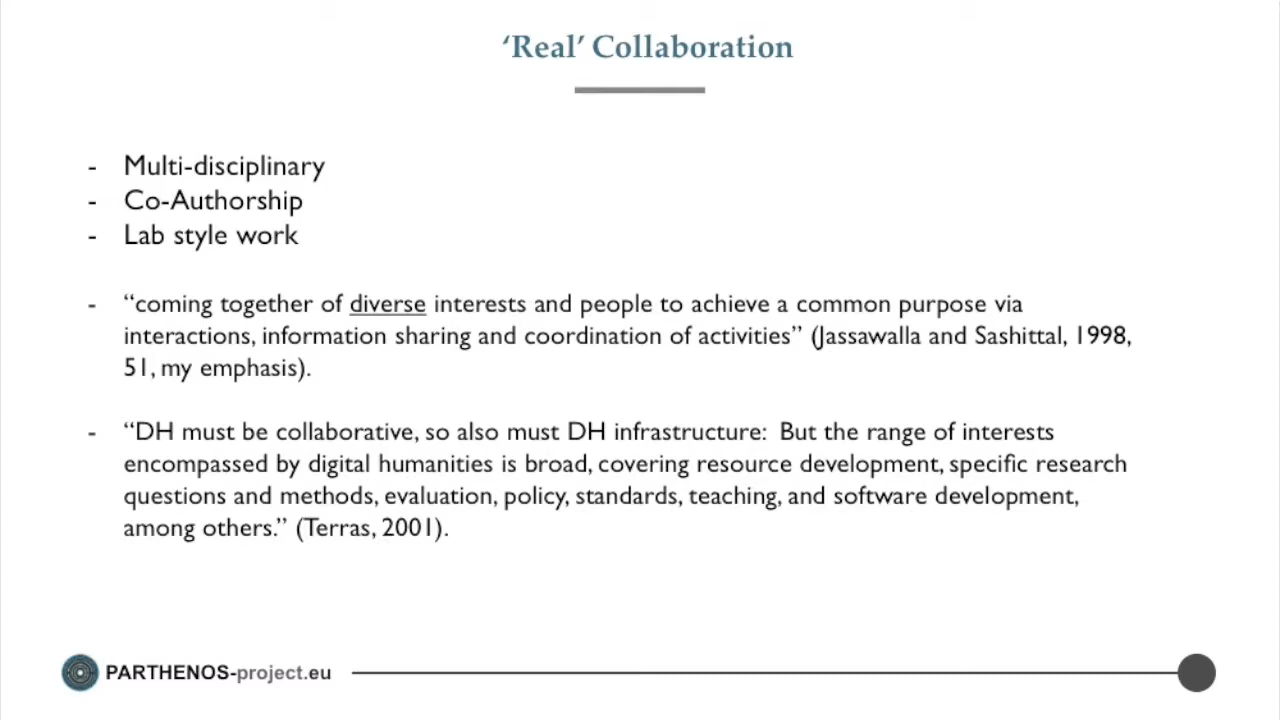 ‘Real’ Collaboration
- Multi-disciplinary
- Co-Authorship
- Lab style work
- “coming together of diverse interests and people to achieve a common purpose via
interactions, information sharing and coordination of activities” (Jassawalla and Sashittal, 1998,
51, my emphasis).
- “DH must be collaborative, so also must DH infrastructure: But the range of interests
encompassed by digital humanities is broad, covering resource development, specific research
questions and methods, evaluation, policy, standards, teaching, and software development,
among others.” (Terras, 2001).
PARTHENOS-project.eu